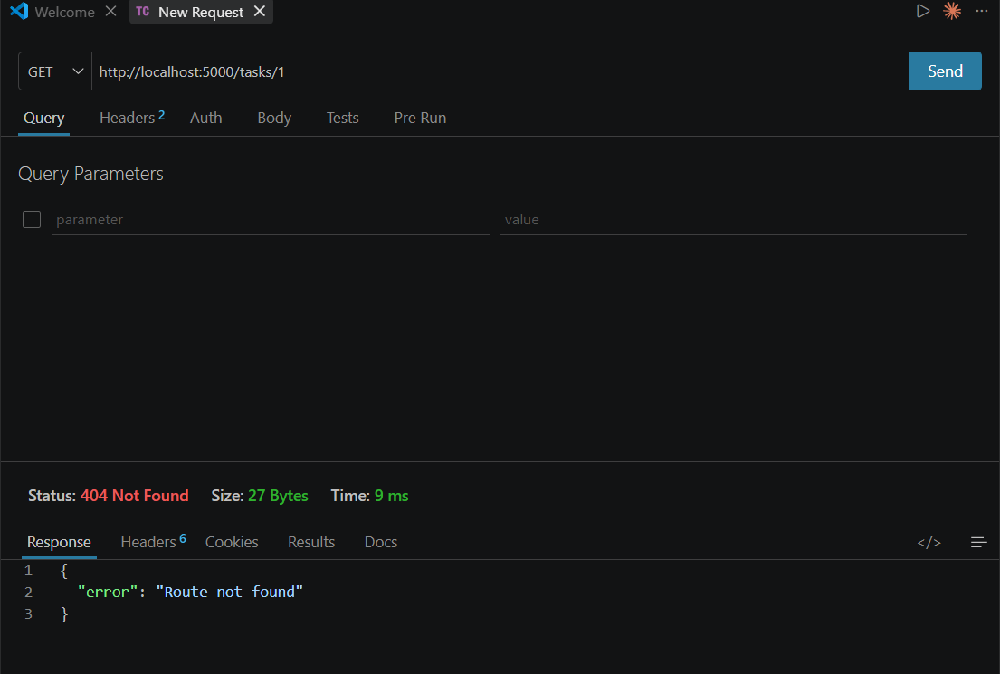 Welcome TC New Request
GET http://localhost:5000/tasks/1 Send
Query Headers 2 Auth Body Tests Pre Run
Query Parameters
parameter value
Status: 404 Not Found Size: 27 Bytes Time: 9 ms
Response Headers 6 Cookies Results Docs </>
1 {
2 "error": "Route not found"
3 }